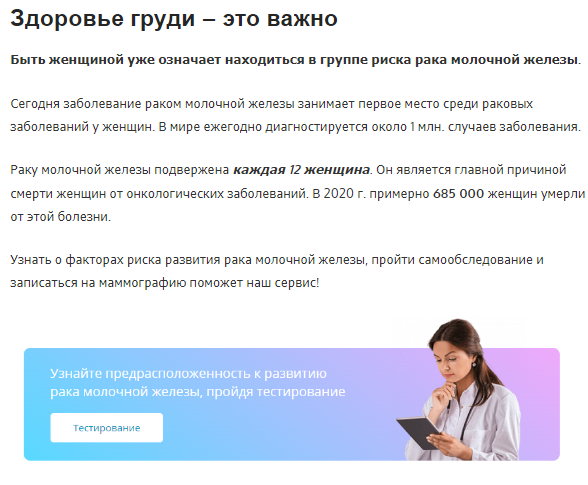 Здоровье груди – это важно
Быть женщиной уже означает находиться в группе риска рака молочной железы.
Сегодня заболевание раком молочной железы занимает первое место среди раковых
заболеваний у женщин. В мире ежегодно диагностируется около 1 млн. случаев заболевания.
Раку молочной железы подвержена каждая 12 женщина. Он является главной причиной
смерти женщин от онкологических заболеваний. В 2020 г. примерно 685 000 женщин умерли
от этой болезни.
Узнать о факторах риска развития рака молочной железы, пройти самообследование и
записаться на маммографию поможет наш сервис!
Узнайте предрасположенность к развитию
рака молочной железы, пройдя тестирование
Тестирование